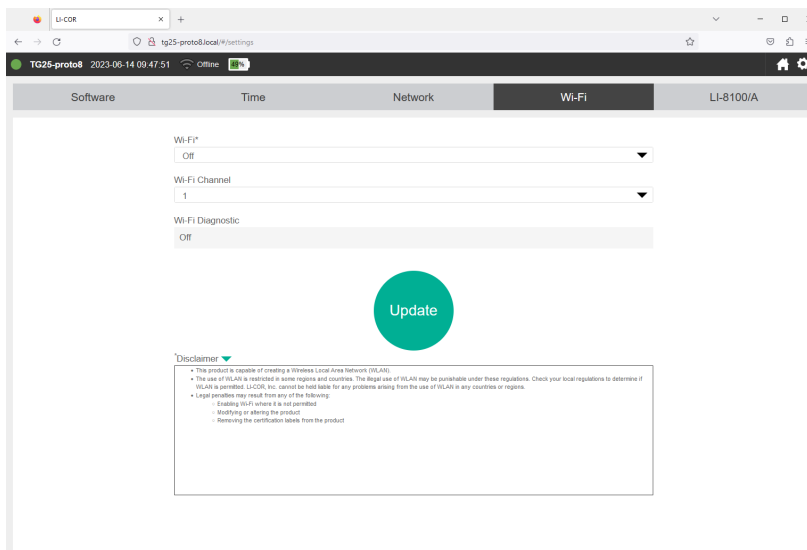 LI-COR
tg25-proto8.local/#/settings
TG25-proto8 2023-06-14 09:47:51 Offline 49%
Software Time Network Wi-Fi LI-8100/A
Wi-Fi*
Off
Wi-Fi Channel
1
Wi-Fi Diagnostic
Off
Update
*Disclaimer
This product is capable of creating a Wireless Local Area Network (WLAN).
The use of WLAN is restricted in some regions and countries. The illegal use of WLAN may be punishable under these regulations. Check your local regulations to determine if
WLAN is permitted. LI-COR, Inc. cannot be held liable for any problems arising from the use of WLAN in any countries or regions.
Legal penalties may result from any of the following:
Enabling Wi-Fi where it is not permitted
Modifying or altering the product
Removing the certification labels from the product